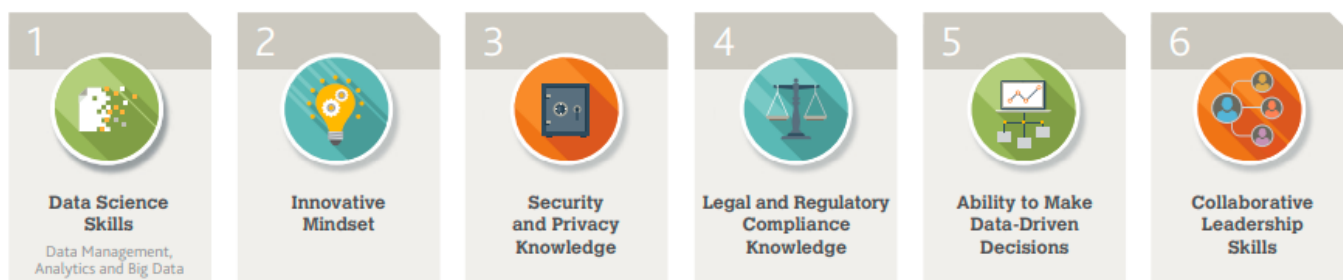 1
Data Science
Skills
Data Management,
Analytics and Big Data
2
Innovative
Mindset
3
Security
and Privacy
Knowledge
4
Legal and Regulatory
Compliance
Knowledge
5
Ability to Make
Data-Driven
Decisions
6
Collaborative
Leadership
Skills